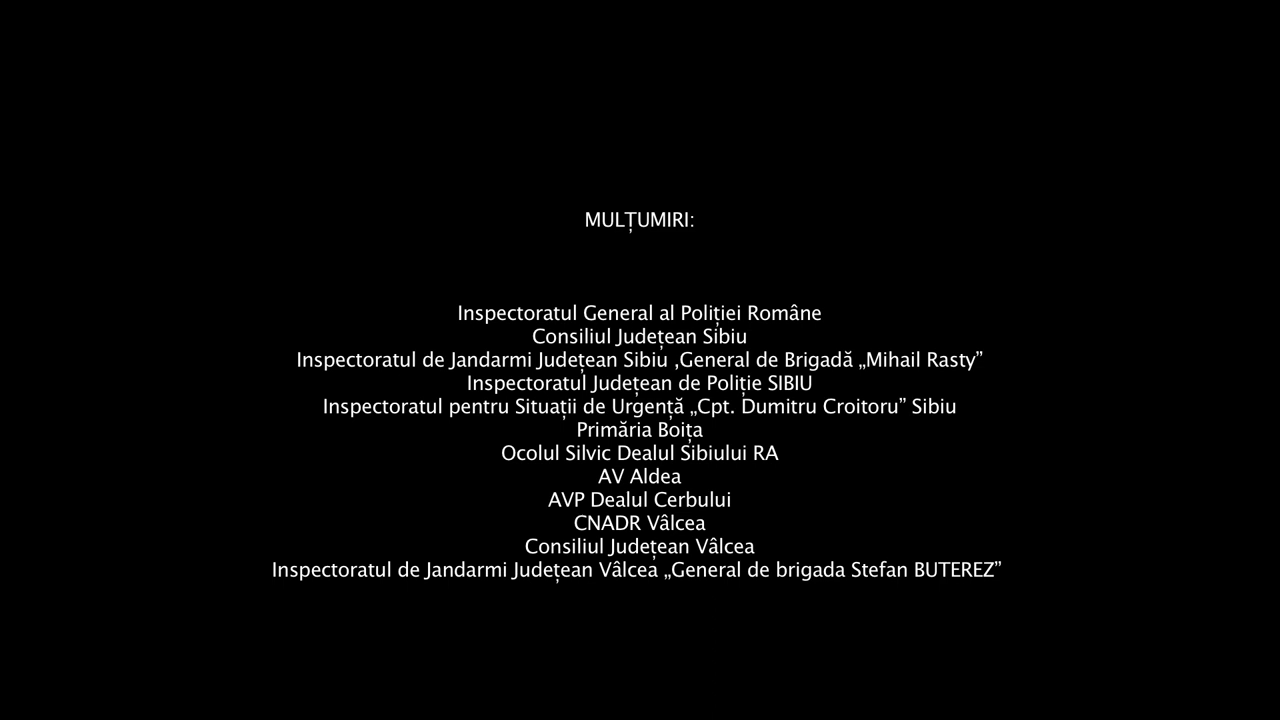 MULȚUMIRI:
Inspectoratul General al Poliției Române
Consiliul Județean Sibiu
Inspectoratul de Jandarmi Județean Sibiu ,General de Brigadă „Mihail Rasty”
Inspectoratul Județean de Poliție SIBIU
Inspectoratul pentru Situații de Urgență „Cpt. Dumitru Croitoru” Sibiu
Primăria Boița
Ocolul Silvic Dealul Sibiului RA
AV Aldea
AVP Dealul Cerbului
CNADR Vâlcea
Consiliul Județean Vâlcea
Inspectoratul de Jandarmi Județean Vâlcea „General de brigada Stefan BUTEREZ”